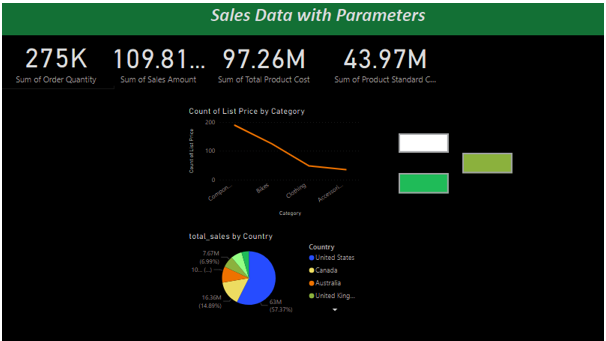 Sales Data with Parameters
275K 109.81... 97.26M 43.97M
Sum of Order Quantity Sum of Sales Amount Sum of Total Product Cost Sum of Product Standard C...
Count of List Price by Category
Count of List Price
200
100
0
Compon... Bikes Clothing Accessori...
Category
total_sales by Country
7.67M
(6.99%)
10... (...)
16.36M
(14.89%)
63M
(57.37%)
Country
United States
Canada
Australia
United King...